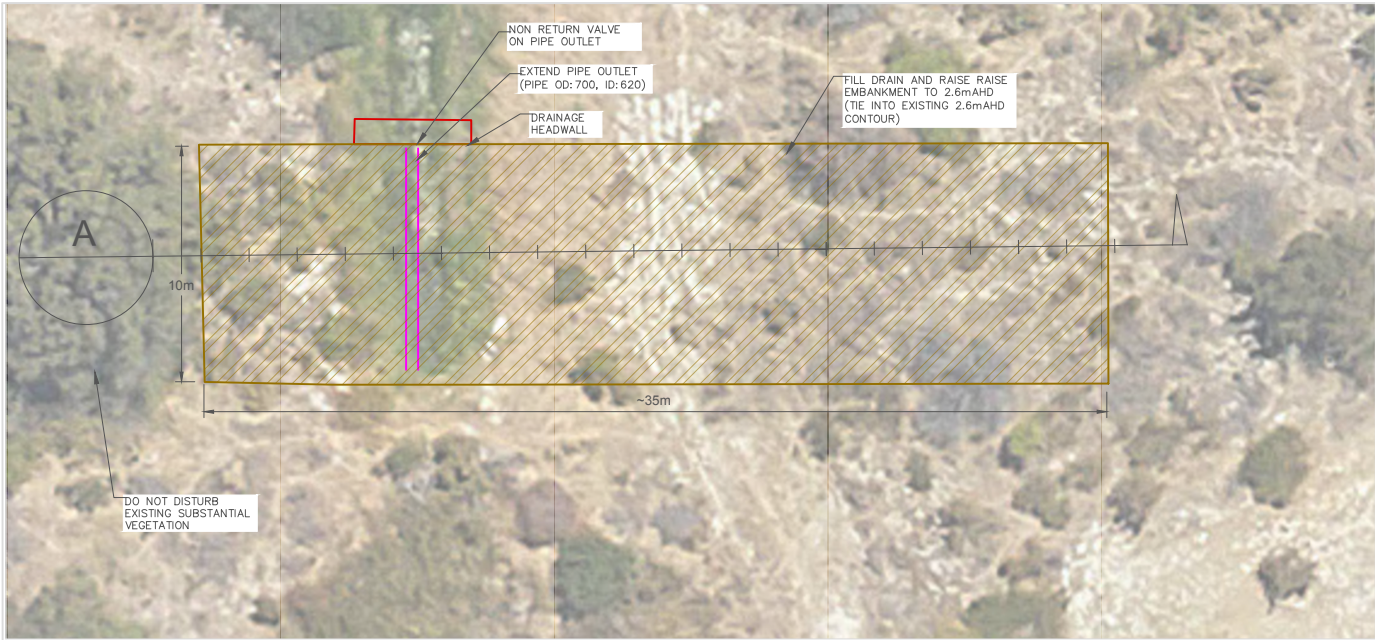 NON RETURN VALVE
ON PIPE OUTLET
EXTEND PIPE OUTLET
(PIPE OD:700, ID:620)
DRAINAGE
HEADWALL
FILL DRAIN AND RAISE RAISE
EMBANKMENT TO 2.6mAHD
(TIE INTO EXISTING 2.6mAHD
CONTOUR)
A
10m
~35m
DO NOT DISTURB
EXISTING SUBSTANTIAL
VEGETATION